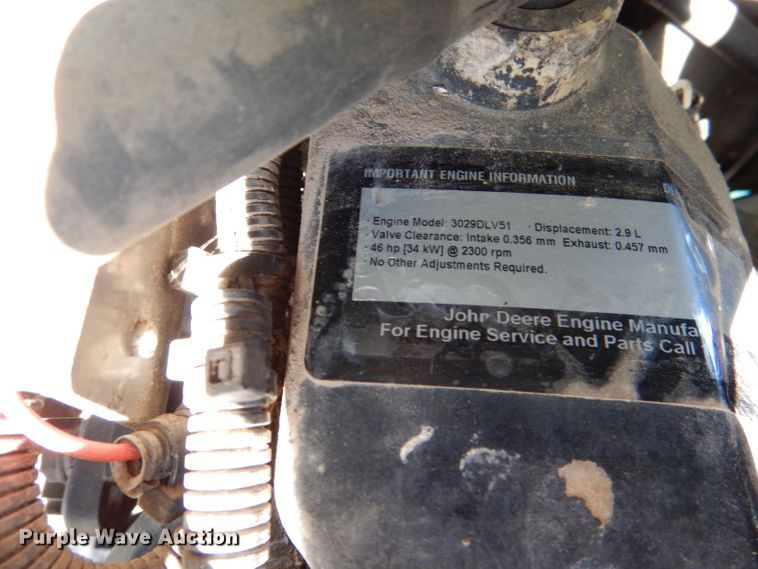 IMPORTANT ENGINE INFORMATION
· Engine Model: 3029DLV51 · Displacement: 2.9 L
· Valve Clearance: Intake 0.356 mm Exhaust: 0.457 mm
· 46 hp [34 kW] @ 2300 rpm
· No Other Adjustments Required.
John Deere Engine Manufa
For Engine Service and Parts Call
Purple Wave Auction